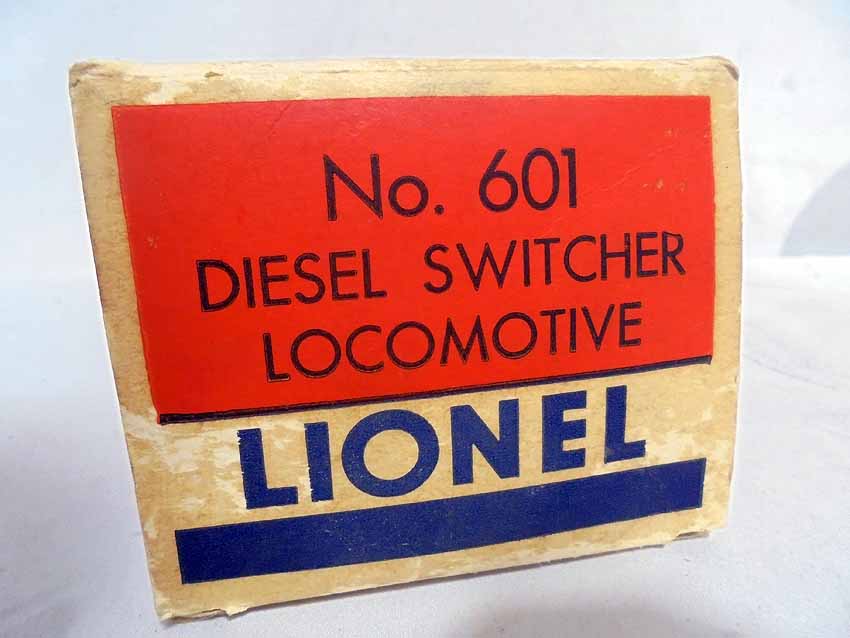 No. 601
DIESEL SWITCHER
LOCOMOTIVE
LIONEL